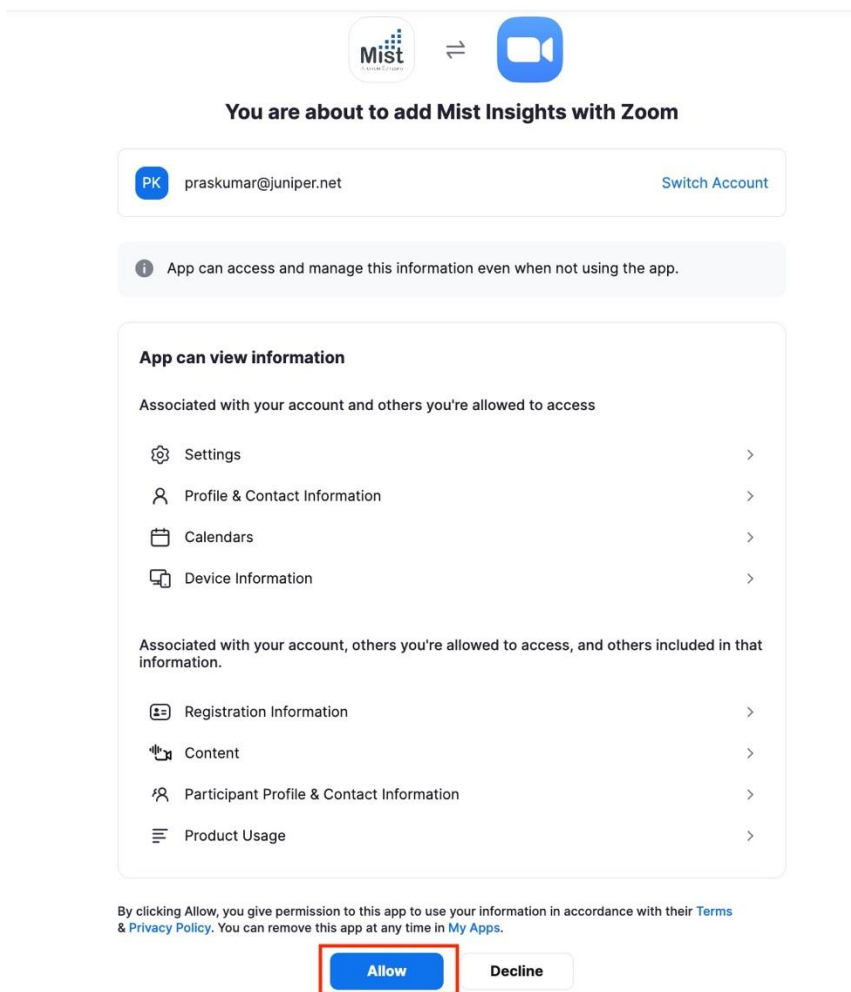 Mist
You are about to add Mist Insights with Zoom
PK praskumar@juniper.net Switch Account
App can access and manage this information even when not using the app.
App can view information
Associated with your account and others you're allowed to access
Settings
Profile & Contact Information
Calendars
Device Information
Associated with your account, others you're allowed to access, and others included in that
information.
Registration Information
Content
Participant Profile & Contact Information
Product Usage
By clicking Allow, you give permission to this app to use your information in accordance with their Terms
& Privacy Policy. You can remove this app at any time in My Apps.
Allow Decline